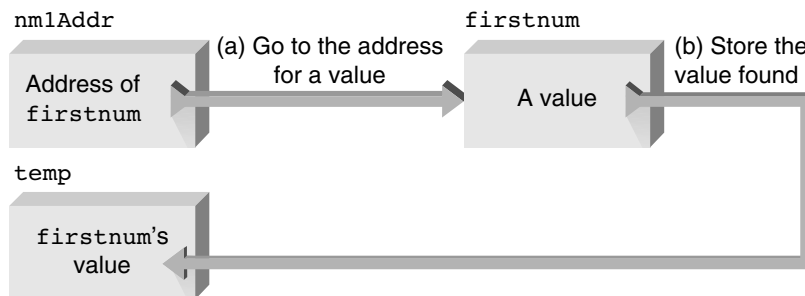 nm1Addr
(a) Go to the address
for a value
firstnum
(b) Store the
value found
Address of
firstnum
A value
temp
firstnum's
value